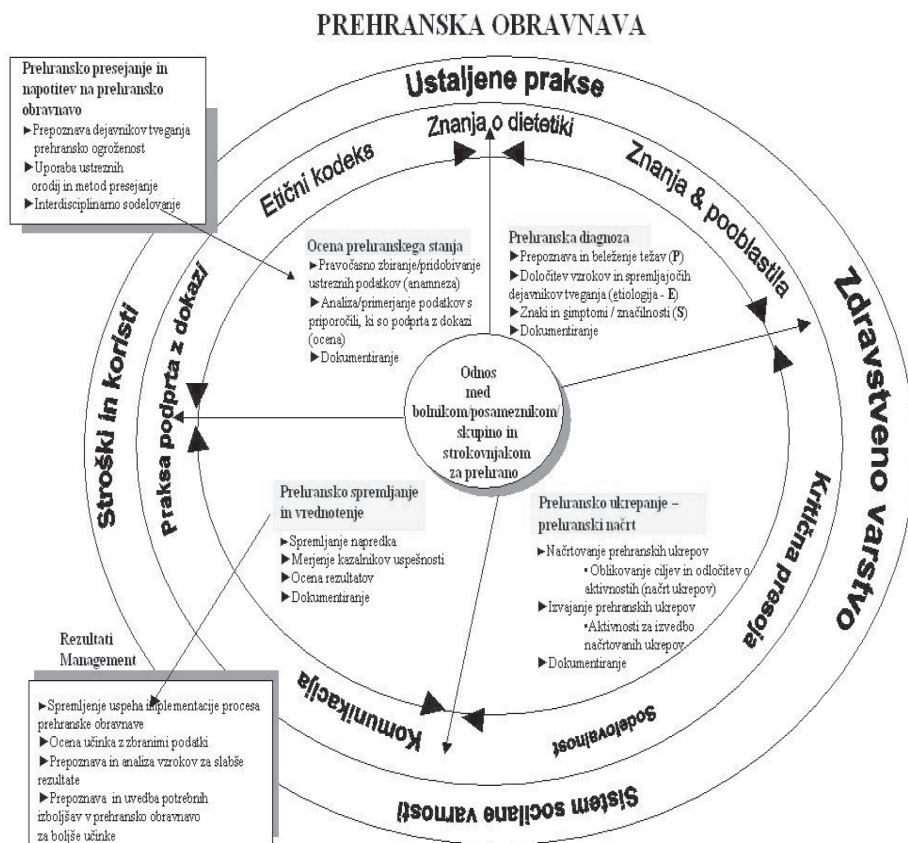 PREHRANSKA OBRAVNAVA
Prehransko presejanje in
napotitev na prehransko
obravnavo
►Prepoznava dejavnikov tveganja
prehransko ogroženost
►Uporaba ustreznih
orodij in metod presejanje
►Interdisciplinarno sodelovanje
Ustaljene prakse
Znanja o dietetiki
Etični kodeks
Znanja & pooblastila
Zdravstveno varstvo
Stroški in koristi
Praksa podprta z dokazi
Ocena prehranskega stanja
►Pravočasno zbiranje/pridobivanje
ustreznih podatkov (anamneza)
►Analiza/primerjanje podatkov s
priporočili, ki so podprta z dokazi
(ocena)
►Dokumentiranje
Prehranska diagnoza
►Prepoznava in beleženje težav (P)
►Določitev vzrokov in spremljajočih
dejavnikov tveganja (etiologija - E)
►Znaki in simptomi / značilnosti (S)
►Dokumentiranje
Odnos
med
bolnikom/posameznikom/
skupino in
strokovnjakom
za prehrano
Prehransko spremljanje
in vrednotenje
►Spremljanje napredka
►Merjenje kazalnikov uspešnosti
►Ocena rezultatov
►Dokumentiranje
Prehransko ukrepanje –
prehranski načrt
►Načrtovanje prehranskih ukrepov
▪ Oblikovanje ciljev in odločitev o
aktivnostih (načrt ukrepov)
►Izvajanje prehranskih ukrepov
▪Aktivnosti za izvedbo
načrtovanih ukrepov
►Dokumentiranje
Kritična presoja
Sodelovalnost
Komunikacija
Sistem socilane varnosti
Rezultati
Management
►Spremljenje uspeha implementacije procesa
prehranske obravnave
►Ocena učinka z zbranimi podatki
►Prepoznava in analiza vzrokov za slabše
rezultate
►Prepoznava in uvedba potrebnih
izboljšav v prehransko obravnavo
za boljše učinke